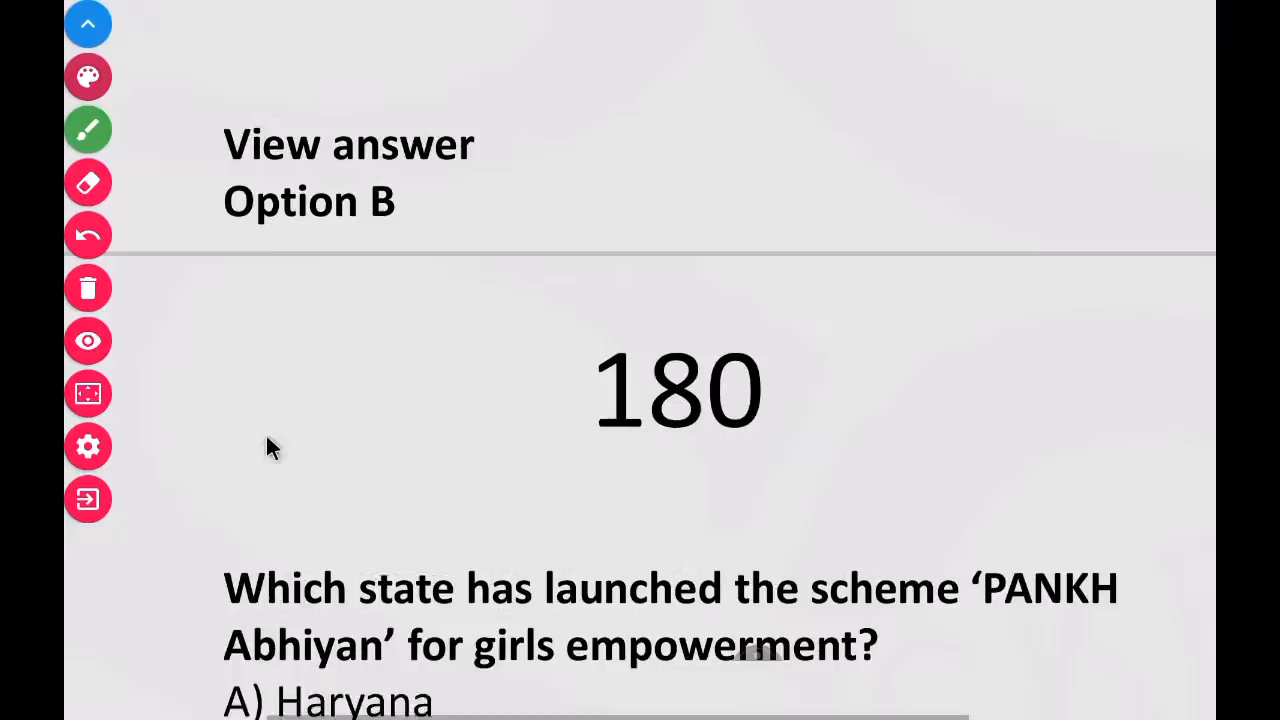 View answer
Option B
180
Which state has launched the scheme ‘PANKH
Abhiyan’ for girls empowerment?
A) Haryana